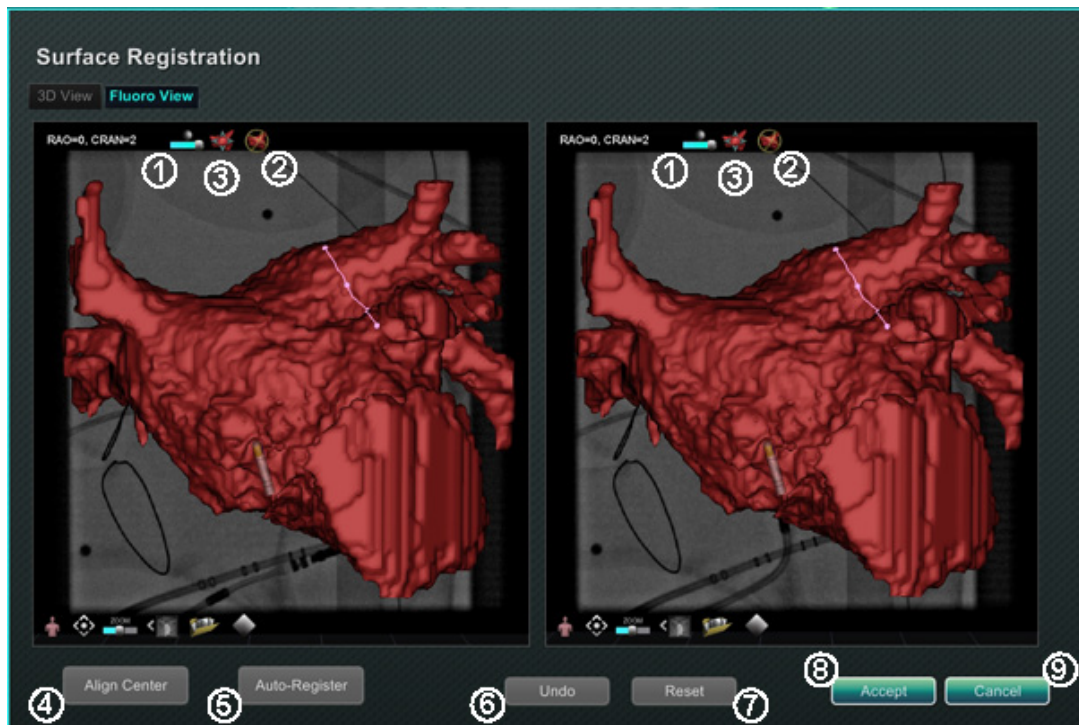 Surface Registration
3D View Fluoro View
RAO=0, CRAN=2 RAO=0, CRAN=2
① ③ ② ① ③ ②
ZOOM ZOOM
④ Align Center ⑤ Auto-Register ⑥ Undo Reset ⑦ ⑧ Accept Cancel ⑨